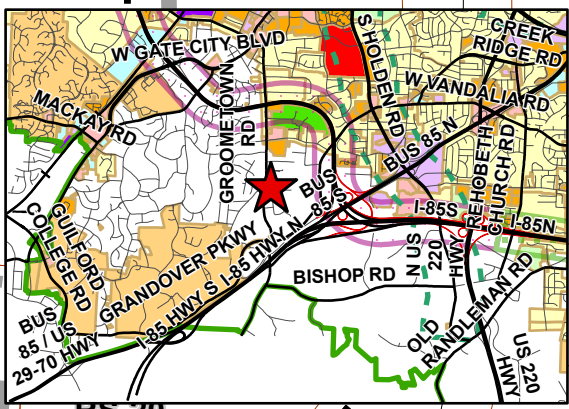 CREEK
RIDGE RD
W GATE CITY BLVD
S HOLDEN RD
W VANDALIA RD
MACKAY RD
GROOMETOWN
RD
BUS 85 N
REHOBETH
CHURCH RD
BUS
85 S
I-85S
I-85N
GUILFORD
COLLEGE RD
GRANDOVER PKWY
I-85 HWY N
I-85 HWY S
N US
220
HWY
BISHOP RD
OLD
RANDLEMAN RD
BUS
85 / US
29-70 HWY
US 220
HWY